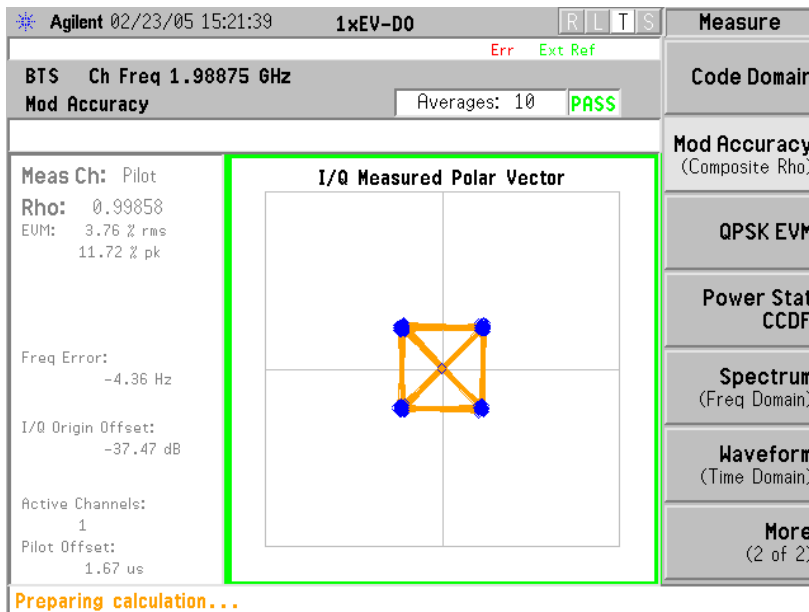 Agilent 02/23/05 15:21:39 1xEV-DO R L T S
Measure
Err Ext Ref
BTS Ch Freq 1.98875 GHz
Mod Accuracy
Averages: 10 PASS
Meas Ch: Pilot
Rho: 0.99858
EVM: 3.76 % rms
11.72 % pk
Freq Error:
-4.36 Hz
I/Q Origin Offset:
-37.47 dB
Active Channels:
1
Pilot Offset:
1.67 us
I/Q Measured Polar Vector
Code Domain
Mod Accuracy
(Composite Rho)
QPSK EVM
Power Stat
CCDF
Spectrum
(Freq Domain)
Waveform
(Time Domain)
More
(2 of 2)
Preparing calculation...